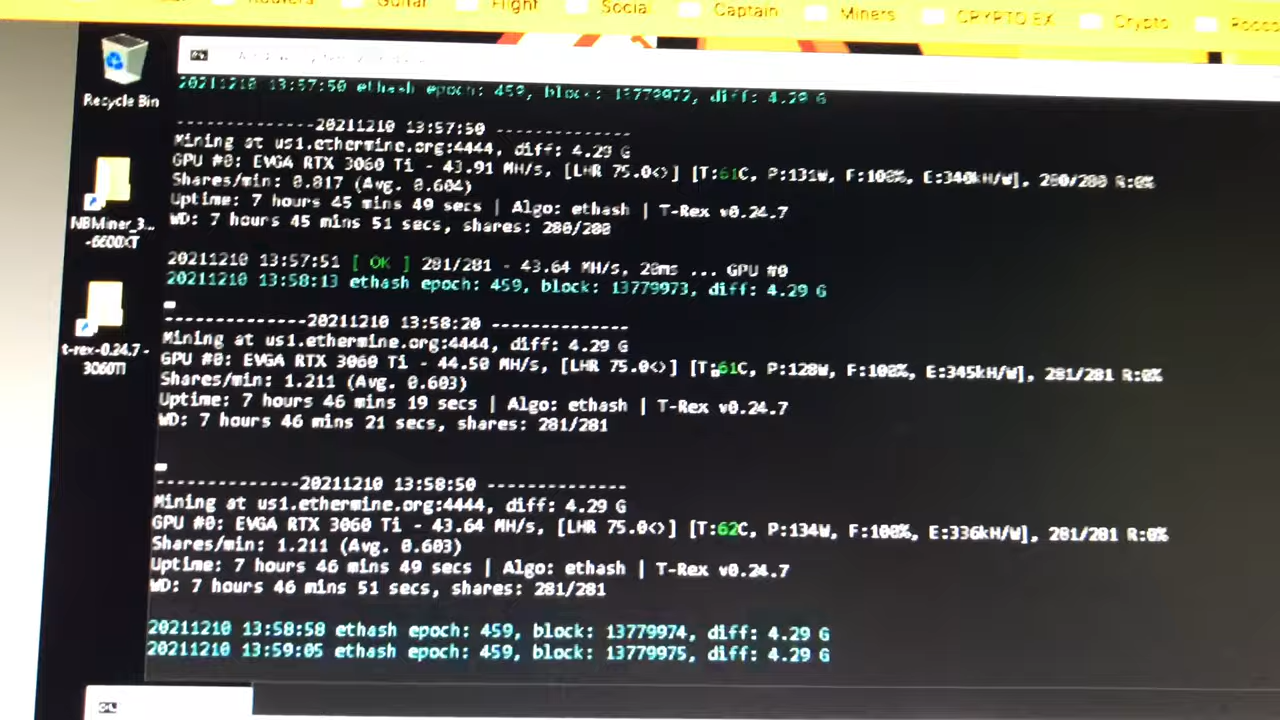 Routers Guitar Flight Socia Captain Miners CRYPTO EX Crypto
Recycle Bin
NBMiner_3...
-6600XT
t-rex-0.24.7 -
3060TI
20211210 13:57:50 ethash epoch: 459, block: 13779972, diff: 4.29 G
--------------20211210 13:57:50 --------------
Mining at us1.ethermine.org:4444, diff: 4.29 G
GPU #0: EVGA RTX 3060 Ti - 43.91 MH/s, [LHR 75.0<>] [T:61C, P:131W, F:100%, E:340kH/W], 280/280 R:0%
Shares/min: 0.817 (Avg. 0.604)
Uptime: 7 hours 45 mins 49 secs | Algo: ethash | T-Rex v0.24.7
WD: 7 hours 45 mins 51 secs, shares: 280/280
20211210 13:57:51 [ OK ] 281/281 - 43.64 MH/s, 20ms ... GPU #0
20211210 13:58:13 ethash epoch: 459, block: 13779973, diff: 4.29 G
--------------20211210 13:58:20 --------------
Mining at us1.ethermine.org:4444, diff: 4.29 G
GPU #0: EVGA RTX 3060 Ti - 44.50 MH/s, [LHR 75.0<>] [T:61C, P:128W, F:100%, E:345kH/W], 281/281 R:0%
Shares/min: 1.211 (Avg. 0.603)
Uptime: 7 hours 46 mins 19 secs | Algo: ethash | T-Rex v0.24.7
WD: 7 hours 46 mins 21 secs, shares: 281/281
--------------20211210 13:58:50 --------------
Mining at us1.ethermine.org:4444, diff: 4.29 G
GPU #0: EVGA RTX 3060 Ti - 43.64 MH/s, [LHR 75.0<>] [T:62C, P:134W, F:100%, E:336kH/W], 281/281 R:0%
Shares/min: 1.211 (Avg. 0.603)
Uptime: 7 hours 46 mins 49 secs | Algo: ethash | T-Rex v0.24.7
WD: 7 hours 46 mins 51 secs, shares: 281/281
20211210 13:58:58 ethash epoch: 459, block: 13779974, diff: 4.29 G
20211210 13:59:05 ethash epoch: 459, block: 13779975, diff: 4.29 G